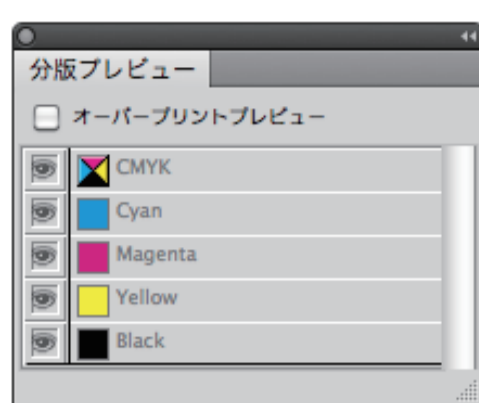 分版プレビュー
オーバープリントプレビュー
CMYK
Cyan
Magenta
Yellow
Black